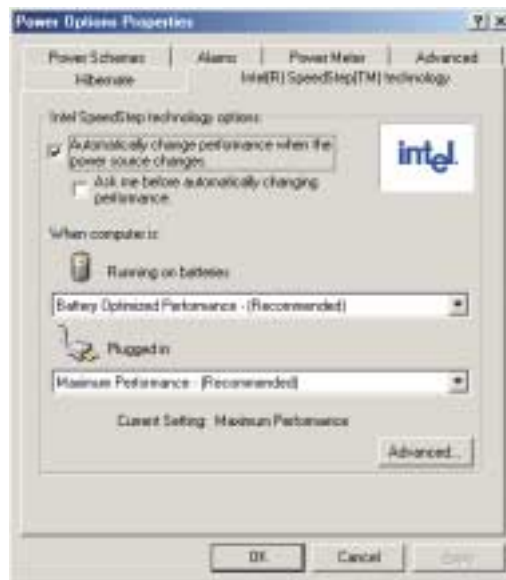 Power Options Properties
Power Schemes
Alarms
Power Meter
Advanced
Hibernate
Intel(R) SpeedStep(TM) technology
Intel SpeedStep technology options
Automatically change performance when the
power source changes
intel.
Ask me before automatically changing
performance.
When computer is:
Running on batteries
Battery Optimized Performance - (Recommended)
Plugged in
Maximum Performance - (Recommended)
Current Setting: Maximum Performance
Advanced...
OK
Cancel
Apply